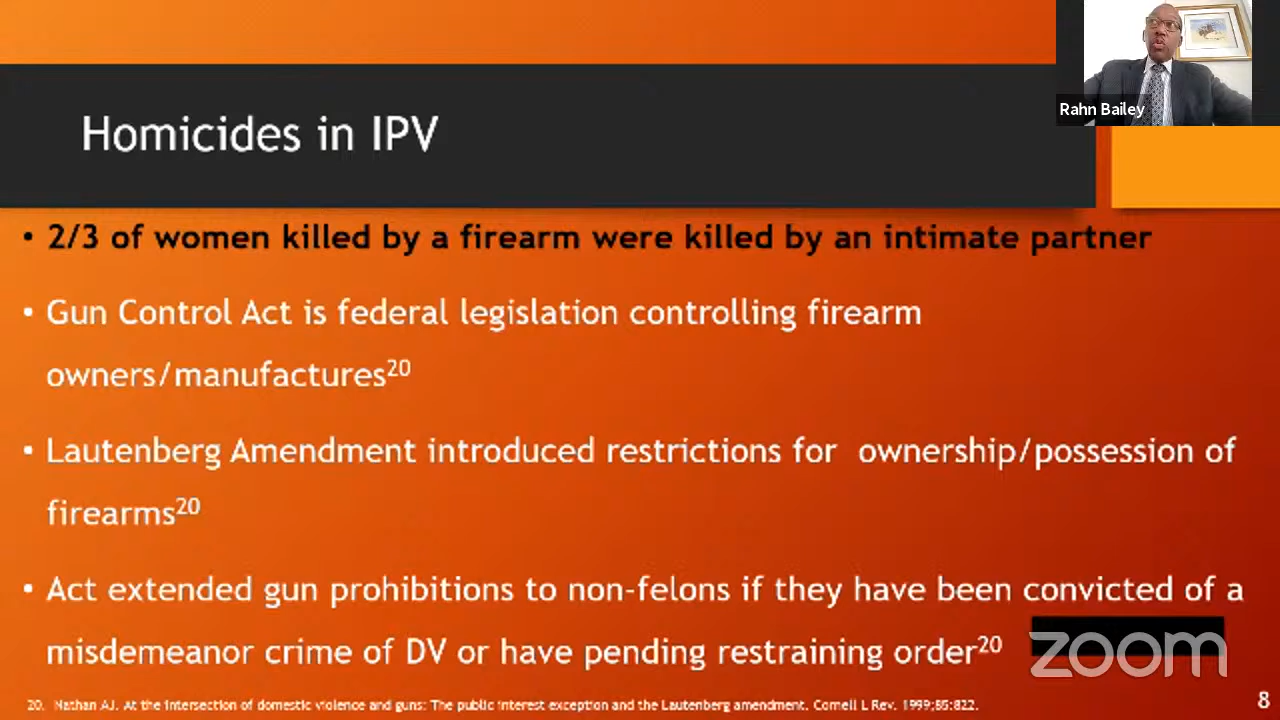 Rahn Bailey
Homicides in IPV
• 2/3 of women killed by a firearm were killed by an intimate partner
• Gun Control Act is federal legislation controlling firearm
owners/manufactures20
• Lautenberg Amendment introduced restrictions for ownership/possession of
firearms20
• Act extended gun prohibitions to non-felons if they have been convicted of a
misdemeanor crime of DV or have pending restraining order20
zoom
20. Nathan AJ. At the intersection of domestic violence and guns: The public interest exception and the Lautenberg amendment. Cornell L Rev. 1999;85:822.
8